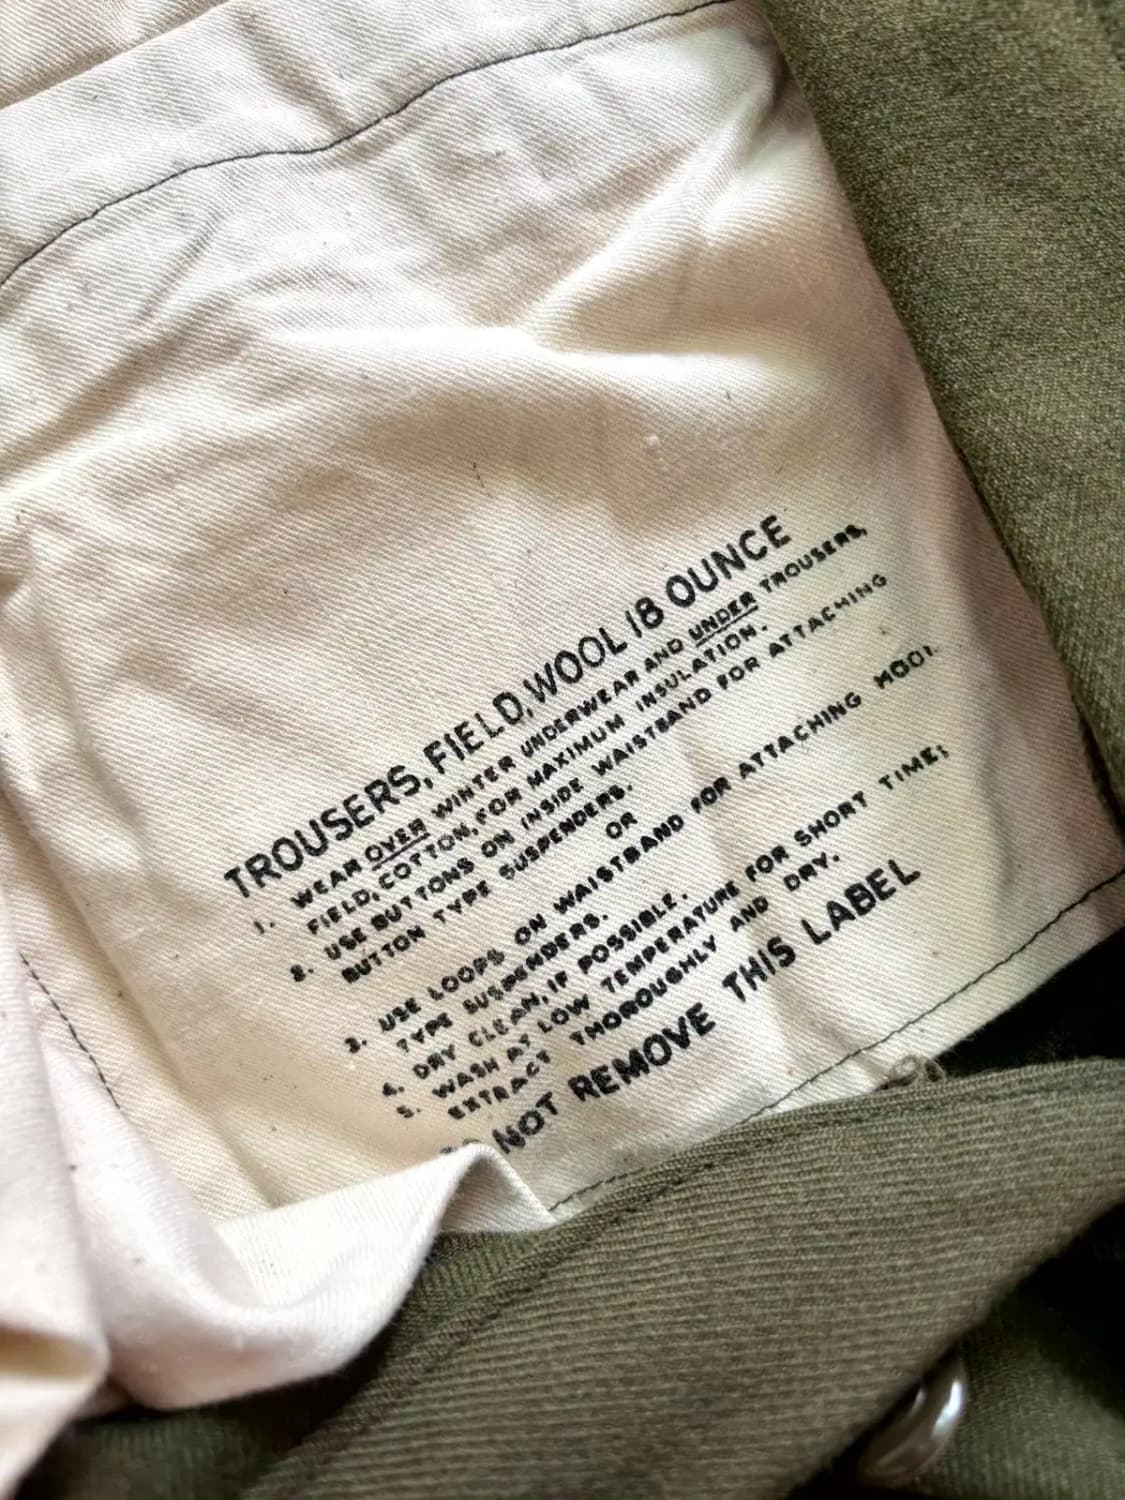 TROUSERS, FIELD, WOOL 18 OUNCE
1. WEAR OVER WINTER UNDERWEAR AND UNDER TROUSERS,
FIELD, COTTON, FOR MAXIMUM INSULATION.
2. USE BUTTONS ON INSIDE WAISTBAND FOR ATTACHING
BUTTON TYPE SUSPENDERS.
OR
3. USE LOOPS ON WAISTBAND FOR ATTACHING
TYPE SUSPENDERS.
4. DRY CLEAN, IF POSSIBLE.
5. WASH AT LOW TEMPERATURE FOR SHORT TIME;
EXTRACT THOROUGHLY AND DRY.
NOT REMOVE THIS LABEL